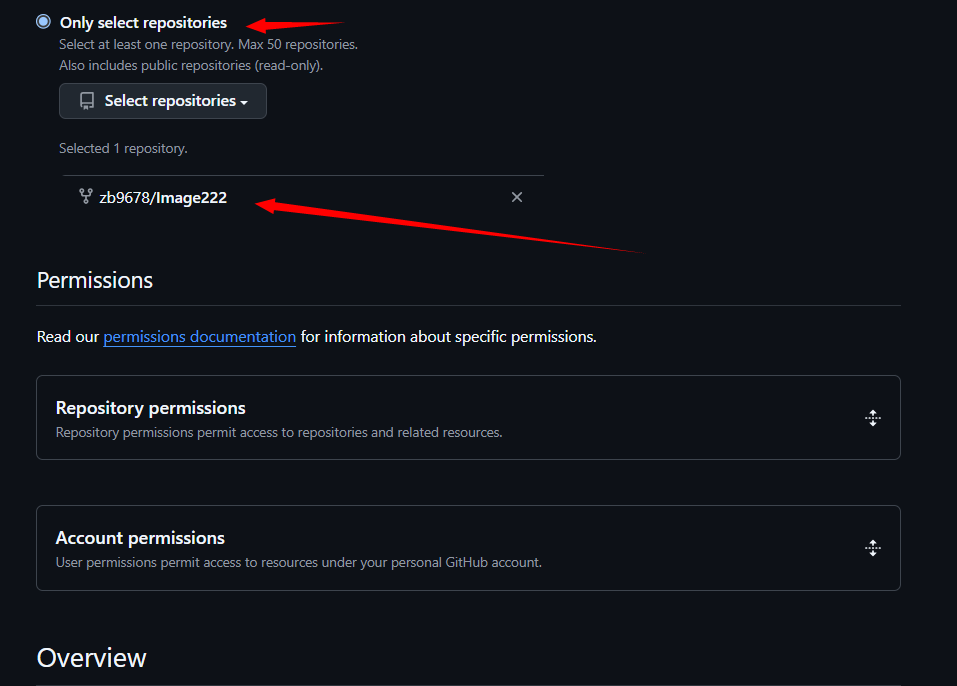 Only select repositories
Select at least one repository. Max 50 repositories.
Also includes public repositories (read-only).
Select repositories
Selected 1 repository.
zb9678/Image222
Permissions
Read our permissions documentation for information about specific permissions.
Repository permissions
Repository permissions permit access to repositories and related resources.
Account permissions
User permissions permit access to resources under your personal GitHub account.
Overview